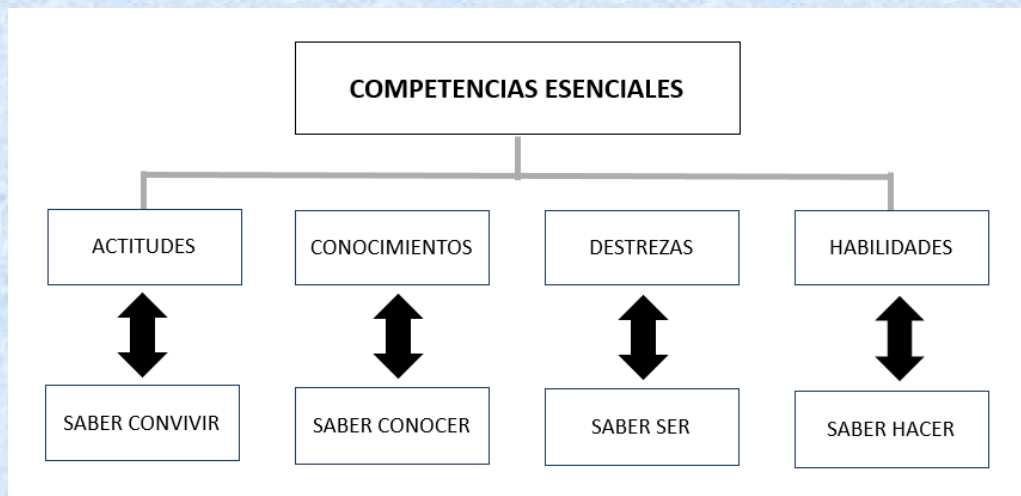 COMPETENCIAS ESENCIALES
ACTITUDES
CONOCIMIENTOS
DESTREZAS
HABILIDADES
SABER CONVIVIR
SABER CONOCER
SABER SER
SABER HACER